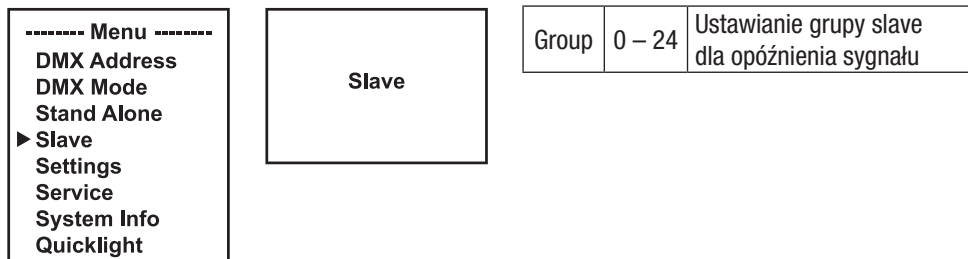 -------- Menu --------
DMX Address
DMX Mode
Stand Alone
▶ Slave
Settings
Service
System Info
Quicklight
Slave
Group 0 – 24 Ustawianie grupy slave
dla opóźnienia sygnału